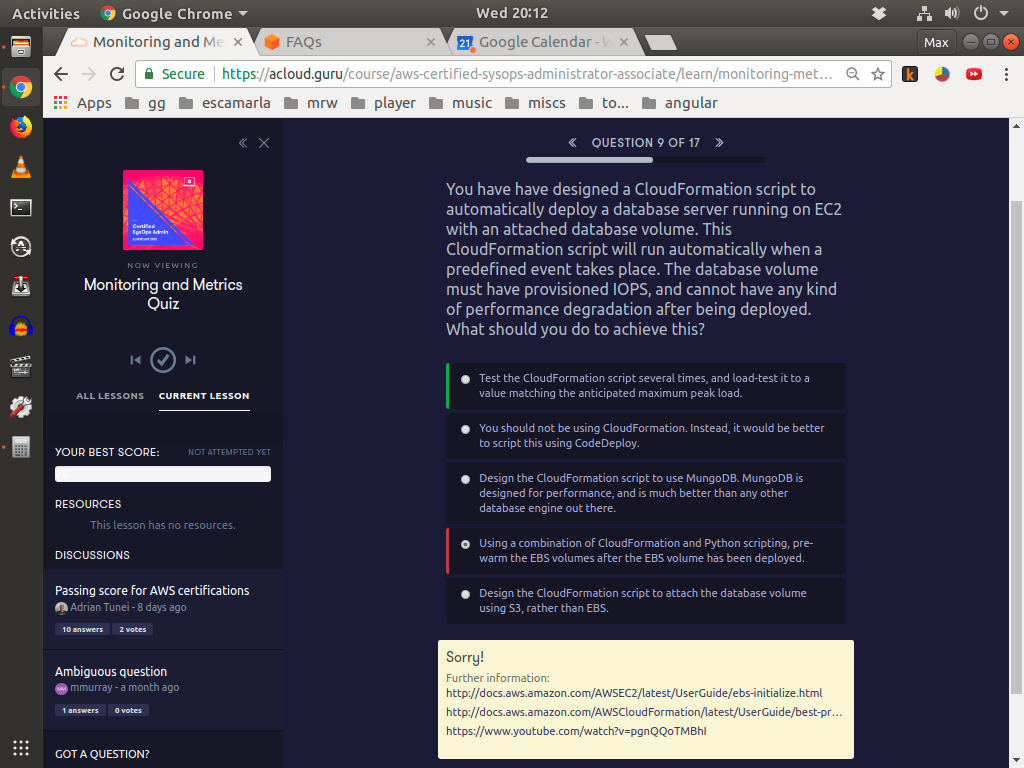 Activities
Google Chrome
Wed 20:12
Monitoring and Me
FAQs
21
Google Calendar - W
Max
Secure
https://acloud.guru/course/aws-certified-sysops-administrator-associate/learn/monitoring-met...
Apps
gg
escamarla
mrw
player
music
miscs
to...
angular
Certified
SysOps Admin
NOW VIEWING
Monitoring and Metrics
Quiz
ALL LESSONS
CURRENT LESSON
YOUR BEST SCORE:
NOT ATTEMPTED YET
RESOURCES
This lesson has no resources.
DISCUSSIONS
Passing score for AWS certifications
Adrian Tunei - 8 days ago
10 answers
2 votes
Ambiguous question
mmurray - a month ago
1 answers
0 votes
GOT A QUESTION?
QUESTION 9 OF 17
You have have designed a CloudFormation script to
automatically deploy a database server running on EC2
with an attached database volume. This
CloudFormation script will run automatically when a
predefined event takes place. The database volume
must have provisioned IOPS, and cannot have any kind
of performance degradation after being deployed.
What should you do to achieve this?
Test the CloudFormation script several times, and load-test it to a
value matching the anticipated maximum peak load.
You should not be using CloudFormation. Instead, it would be better
to script this using CodeDeploy.
Design the CloudFormation script to use MungoDB. MungoDB is
designed for performance, and is much better than any other
database engine out there.
Using a combination of CloudFormation and Python scripting, pre-
warm the EBS volumes after the EBS volume has been deployed.
Design the CloudFormation script to attach the database volume
using S3, rather than EBS.
Sorry!
Further information:
http://docs.aws.amazon.com/AWSEC2/latest/UserGuide/ebs-initialize.html
http://docs.aws.amazon.com/AWSCloudFormation/latest/UserGuide/best-pr...
https://www.youtube.com/watch?v=pgnQQoTMBhI